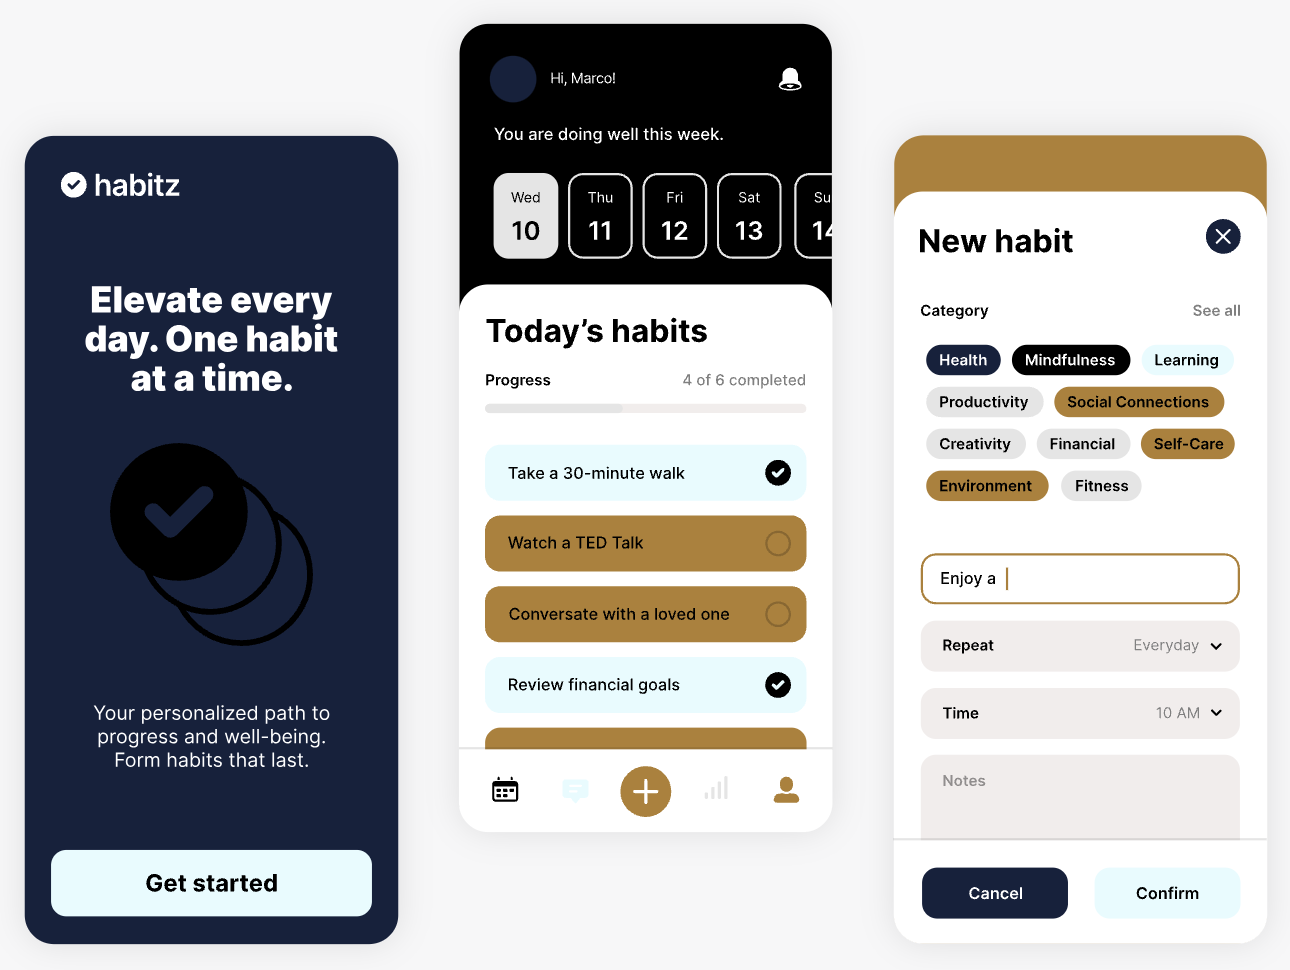 habitz
Elevate every
day. One habit
at a time.
Your personalized path to
progress and well-being.
Form habits that last.
Get started
Hi, Marco!
You are doing well this week.
Wed Thu Fri Sat Su
10 11 12 13 14
Today’s habits
Progress 4 of 6 completed
Take a 30-minute walk
Watch a TED Talk
Conversate with a loved one
Review financial goals
New habit
Category See all
Health Mindfulness Learning
Productivity Social Connections
Creativity Financial Self-Care
Environment Fitness
Enjoy a
Repeat Everyday
Time 10 AM
Notes
Cancel Confirm